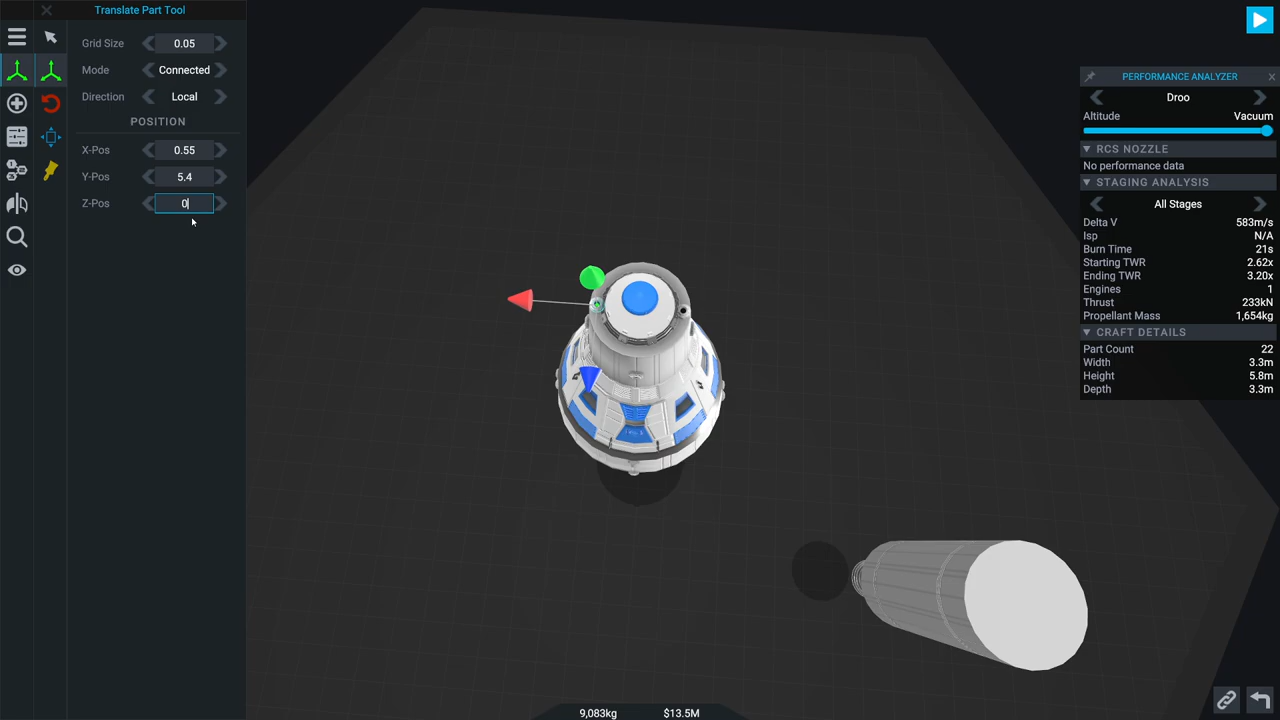 Translate Part Tool
Grid Size 0.05
Mode Connected
Direction Local
POSITION
X-Pos 0.55
Y-Pos 5.4
Z-Pos 0
PERFORMANCE ANALYZER
Droo
Altitude Vacuum
RCS NOZZLE
No performance data
STAGING ANALYSIS
All Stages
Delta V 583m/s
Isp N/A
Burn Time 21s
Starting TWR 2.62x
Ending TWR 3.20x
Engines 1
Thrust 233kN
Propellant Mass 1,654kg
CRAFT DETAILS
Part Count 22
Width 3.3m
Height 5.8m
Depth 3.3m
9,083kg $13.5M